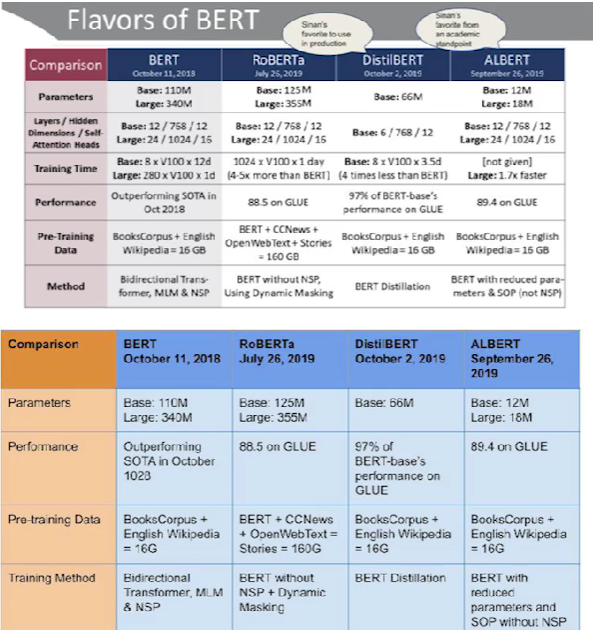 Flavors of BERT
Sinan's
favorite to use
in production
Sinan's
favorite from
an academic
standpoint
Comparison
BERT
October 11, 2018
RoBERTa
July 26, 2019
DistilBERT
October 2, 2019
ALBERT
September 26, 2019
Parameters
Base: 110M
Large: 340M
Base: 125M
Large: 355M
Base: 66M
Base: 12M
Large: 18M
Layers / Hidden
Dimensions / Self-
Attention Heads
Base: 12 / 768 / 12
Large: 24 / 1024 / 16
Base: 12 / 768 / 12
Large: 24 / 1024 / 16
Base: 6 / 768 / 12
Base: 12 / 768 / 12
Large: 24 / 1024 / 16
Training Time
Base: 8 x V100 x 12d
Large: 280 x V100 x 1d
1024 x V100 x 1 day
(4-5x more than BERT)
Base: 8 x V100 x 3.5d
(4 times less than BERT)
[not given]
Large: 1.7x faster
Performance
Outperforming SOTA in
Oct 2018
88.5 on GLUE
97% of BERT-base's
performance on GLUE
89.4 on GLUE
Pre-Training
Data
BooksCorpus + English
Wikipedia = 16 GB
BERT + CCNews +
OpenWebText + Stories
= 160 GB
BooksCorpus + English
Wikipedia = 16 GB
BooksCorpus + English
Wikipedia = 16 GB
Method
Bidirectional Trans-
former, MLM & NSP
BERT without NSP,
Using Dynamic Masking
BERT Distillation
BERT with reduced para-
meters & SOP (not NSP)
Comparison
BERT
October 11, 2018
RoBERTa
July 26, 2019
DistilBERT
October 2, 2019
ALBERT
September 26,
2019
Parameters
Base: 110M
Large: 340M
Base: 125M
Large: 355M
Base: 66M
Base: 12M
Large: 18M
Performance
Outperforming
SOTA in October
1028
88.5 on GLUE
97% of
BERT-base's
performance on
GLUE
89.4 on GLUE
Pre-training Data
BooksCorpus +
English Wikipedia
= 16G
BERT + CCNews
+ OpenWebText =
Stories = 160G
BooksCorpus +
English Wikipedia
= 16G
BooksCorpus +
English Wikipedia
= 16G
Training Method
Bidirectional
Transformer, MLM
& NSP
BERT without
NSP + Dynamic
Masking
BERT Distillation
BERT with
reduced
parameters and
SOP without NSP